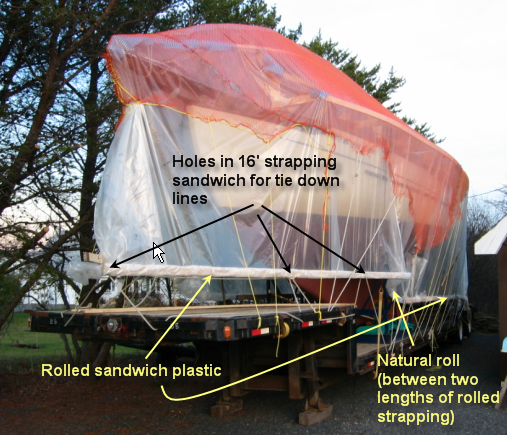 Holes in 16' strapping
sandwich for tie down
lines
Rolled sandwich plastic
Natural roll
(between two
lengths of rolled
strapping)